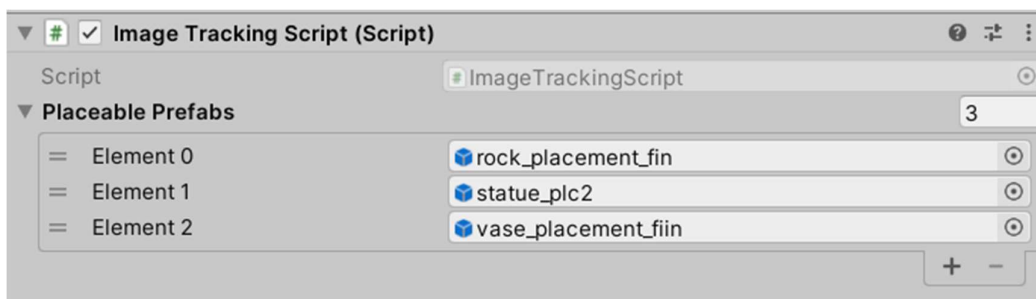 Image Tracking Script (Script)
Script ImageTrackingScript
Placeable Prefabs 3
Element 0 rock_placement_fin
Element 1 statue_plc2
Element 2 vase_placement_fiin